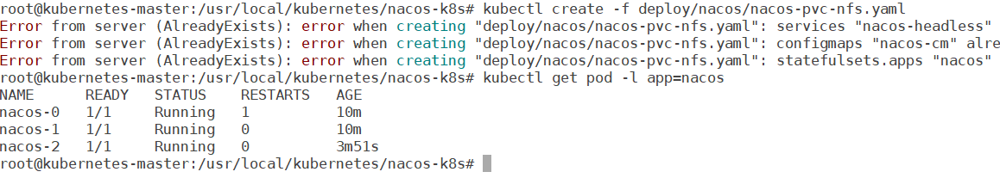 root@kubernetes-master:/usr/local/kubernetes/nacos-k8s# kubectl create -f deploy/nacos/nacos-pvc-nfs.yaml
Error from server (AlreadyExists): error when creating "deploy/nacos/nacos-pvc-nfs.yaml": services "nacos-headless"
Error from server (AlreadyExists): error when creating "deploy/nacos/nacos-pvc-nfs.yaml": configmaps "nacos-cm" alre
Error from server (AlreadyExists): error when creating "deploy/nacos/nacos-pvc-nfs.yaml": statefulsets.apps "nacos"
root@kubernetes-master:/usr/local/kubernetes/nacos-k8s# kubectl get pod -l app=nacos
NAME READY STATUS RESTARTS AGE
nacos-0 1/1 Running 1 10m
nacos-1 1/1 Running 0 10m
nacos-2 1/1 Running 0 3m51s
root@kubernetes-master:/usr/local/kubernetes/nacos-k8s#